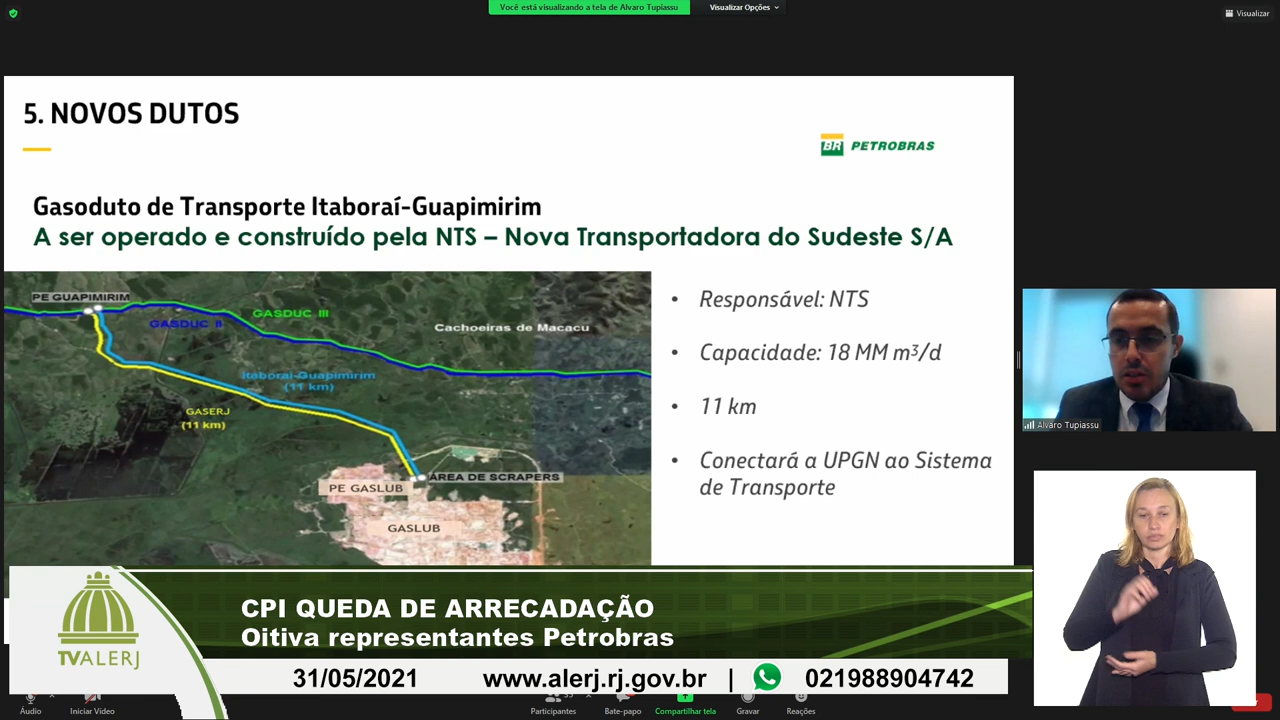 Você está visualizando a tela de Alvaro Tupiassu
Visualizar Opções
Visualizar
5. NOVOS DUTOS
BR PETROBRAS
Gasoduto de Transporte Itaboraí-Guapimirim
A ser operado e construído pela NTS – Nova Transportadora do Sudeste S/A
PE GUAPIMIRIM
GASDUC II
GASDUC III
Cachoeiras de Macacu
Itaboraí-Guapimirim
(11 km)
GASERJ
(11 km)
ÁREA DE SCRAPERS
PE GASLUB
GASLUB
• Responsável: NTS
• Capacidade: 18 MM m³/d
• 11 km
• Conectará a UPGN ao Sistema
de Transporte
Alvaro Tupiassu
TVALERJ
CPI QUEDA DE ARRECADAÇÃO
Oitiva representantes Petrobras
31/05/2021 www.alerj.rj.gov.br | 021988904742
Áudio
Iniciar Vídeo
Participantes
Bate-papo
Compartilhar tela
Gravar
Reações